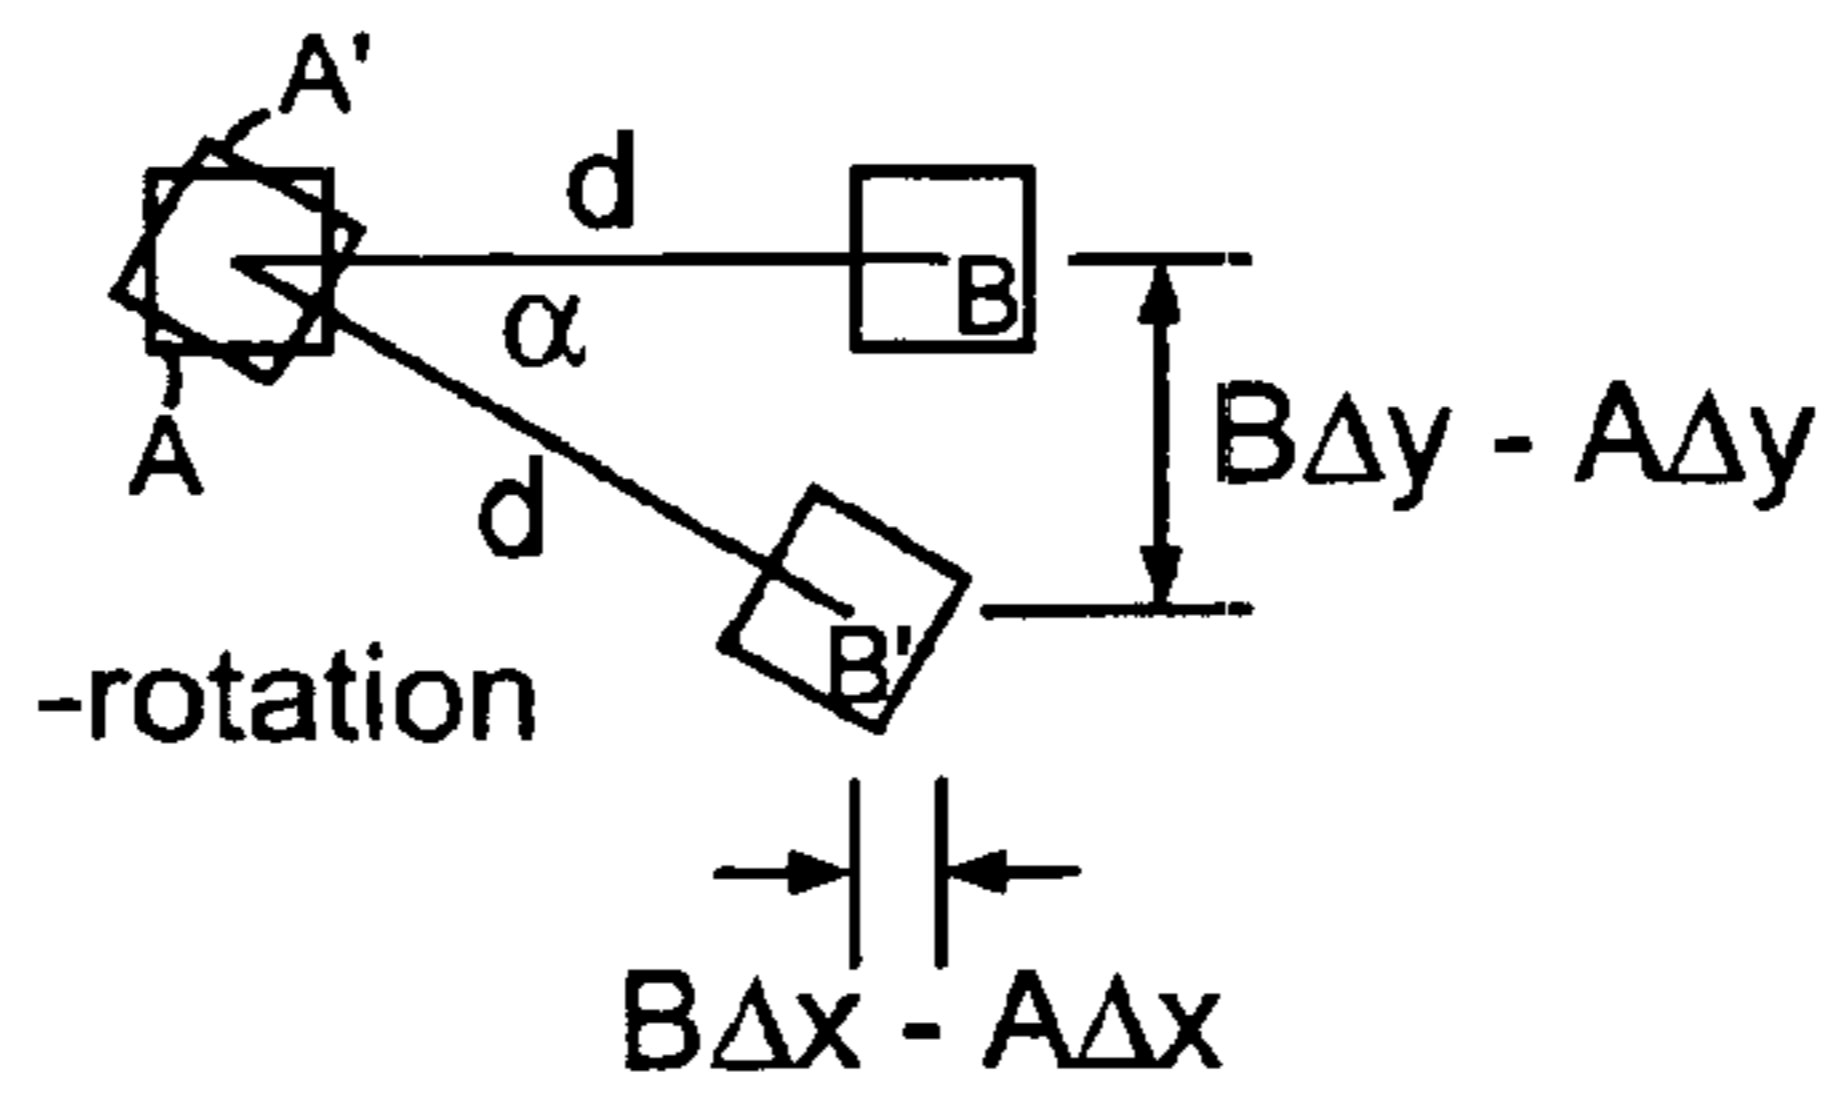 A'
d
B
α
A
BΔy - AΔy
d
B'
-rotation
BΔx - AΔx